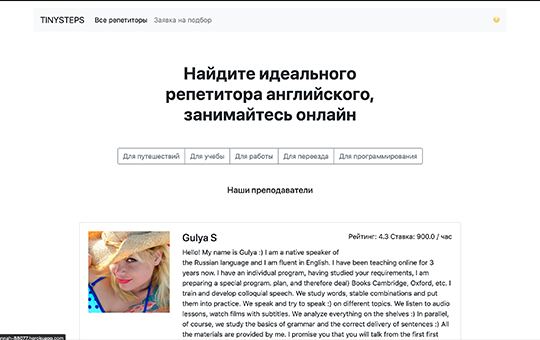 TINYSTEPS Все репетиторы Заявка на подбор
Найдите идеального
репетитора английского,
занимайтесь онлайн
Для путешествий Для учебы Для работы Для переезда Для программирования
Наши преподаватели
Gulya S Рейтинг: 4.3 Ставка: 900.0 / час
Hello! My name is Gulya :) I am a native speaker of
the Russian language and I am fluent in English. I have been teaching online for 3
years now. I have an individual program, having studied your requirements, I am
preparing a special program, plan, and therefore deal) Books Cambridge, Oxford, etc. I
train and develop colloquial speech. We study words, stable combinations and put
them into practice. We speak and try to speak :) on different topics. We listen to audio
lessons, watch films with subtitles. We analyze everything on the shelves :) In parallel,
of course, we study the basics of grammar and the correct delivery of sentences :) All
the materials are provided by me. I promise you that you will talk from the first first